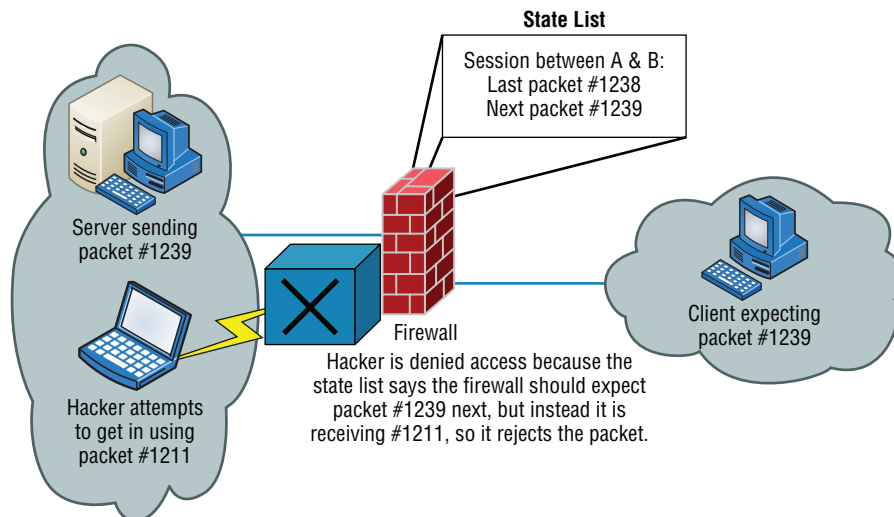 State List
Session between A & B:
Last packet #1238
Next packet #1239
Server sending
packet #1239
Hacker attempts
to get in using
packet #1211
Firewall
Hacker is denied access because the
state list says the firewall should expect
packet #1239 next, but instead it is
receiving #1211, so it rejects the packet.
Client expecting
packet #1239